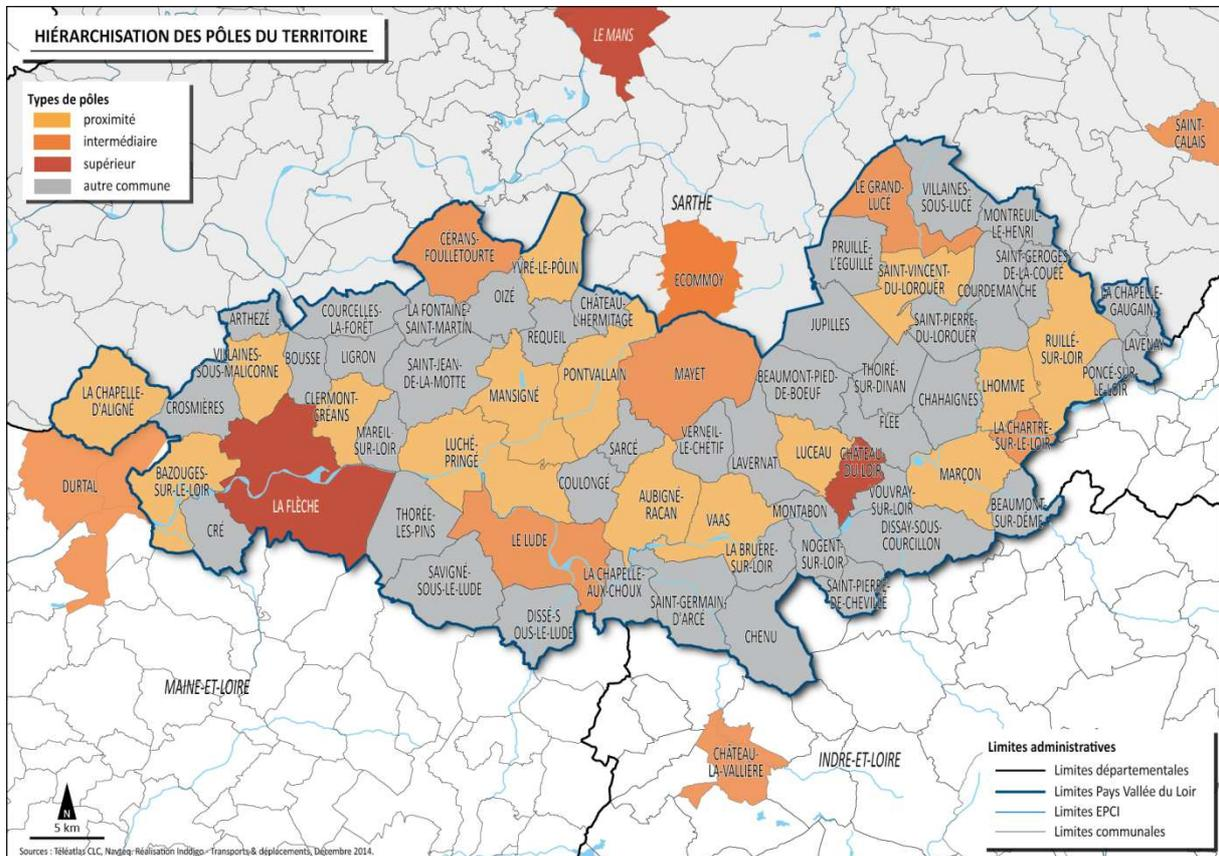 HIÉRARCHISATION DES PÔLES DU TERRITOIRE
LE MANS
Types de pôles
proximité
intermédiaire
supérieur
autre commune
SAINT-
CALAIS
SARTHE
LE GRAND-
LUCÉ
VILLAINES-
SOUS-LUCÉ
MONTREUIL-
LE-HENRI
CÉRANS-
FOULLETOURTE
YVRÉ-LE-PÔLIN
PRUILLÉ-
L'EGUILLÉ
SAINT-GEROGES-
DE-LA-COUÉE
SAINT-VINCENT-
DU-LOROUËR
COURDEMANCHE
ECOMMOY
OIZÉ
CHÂTEAU-
L'HERMITAGE
LA CHAPELLE-
GAUGAIN
ARTHEZÉ
COURCELLES-
LA-FORÊT
LA FONTAINE-
SAINT-MARTIN
REQUEIL
JUPILLES
SAINT-PIERRE-
DU-LOROUËR
RUILLÉ-
SUR-LOIR
LAVENAY
VILLAINES-
SOUS-MALICORNE
BOUSSE
LIGRON
SAINT-JEAN-
DE-LA-MOTTE
PONTVALLAIN
MAYET
BEAUMONT-PIED-
DE-BOEUF
THOIRÉ-
SUR-DINAN
PONCÉ-SUR-
LE-LOIR
LA CHAPELLE-
D'ALIGNÉ
CROSMIÈRES
CLERMONT-
CRÉANS
MANSIGNÉ
LHOMME
CHAHAIGNES
FLÉE
MAREIL-
SUR-LOIR
LUCHÉ-
PRINGÉ
SARCÉ
VERNEIL-
LE-CHÉTIF
LA CHARTRE-
SUR-LE-LOIR
LAVERNAT
LUCEAU
CHÂTEAU-
DU-LOIR
MARÇON
BAZOUGES-
SUR-LE-LOIR
DURTAL
COULONGÉ
VOUVRAY-
SUR-LOIR
BEAUMONT-
SUR-DÊME
LA FLÈCHE
THORÉE-
LES-PINS
AUBIGNÉ-
RACAN
VAAS
MONTABON
DISSAY-SOUS-
COURCILLON
CRÉ
LE LUDE
LA BRUÈRE-
SUR-LOIR
NOGENT-
SUR-LOIR
SAVIGNÉ-
SOUS-LE-LUDE
LA CHAPELLE-
AUX-CHOUX
SAINT-GERMAIN-
D'ARCÉ
SAINT-PIERRE-
DE-CHEVILLÉ
DISSÉ-S
OUS-LE-LUDE
CHENU
MAINE-ET-LOIRE
CHÂTEAU-
LA-VALLIERE
INDRE-ET-LOIRE
Limites administratives
Limites départementales
Limites Pays Vallée du Loir
Limites EPCI
Limites communales
N
5 km
Sources : Téléatlas CLC, Navteq. Réalisation Inddigo - Transports & déplacements, Décembre 2014.